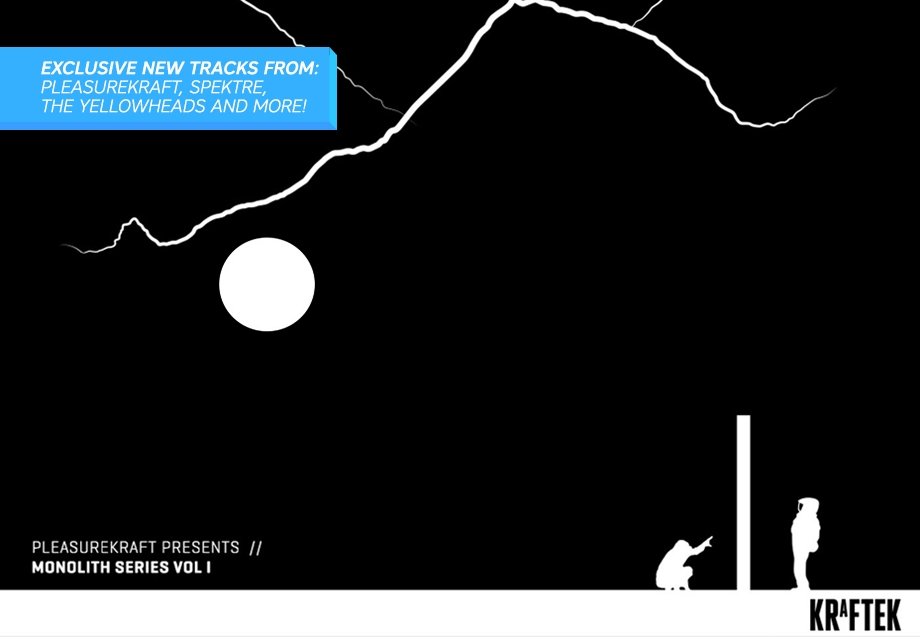 EXCLUSIVE NEW TRACKS FROM:
PLEASUREKRAFT, SPEKTRE,
THE YELLOWHEADS AND MORE!
PLEASUREKRAFT PRESENTS //
MONOLITH SERIES VOL I
KRAFTEK